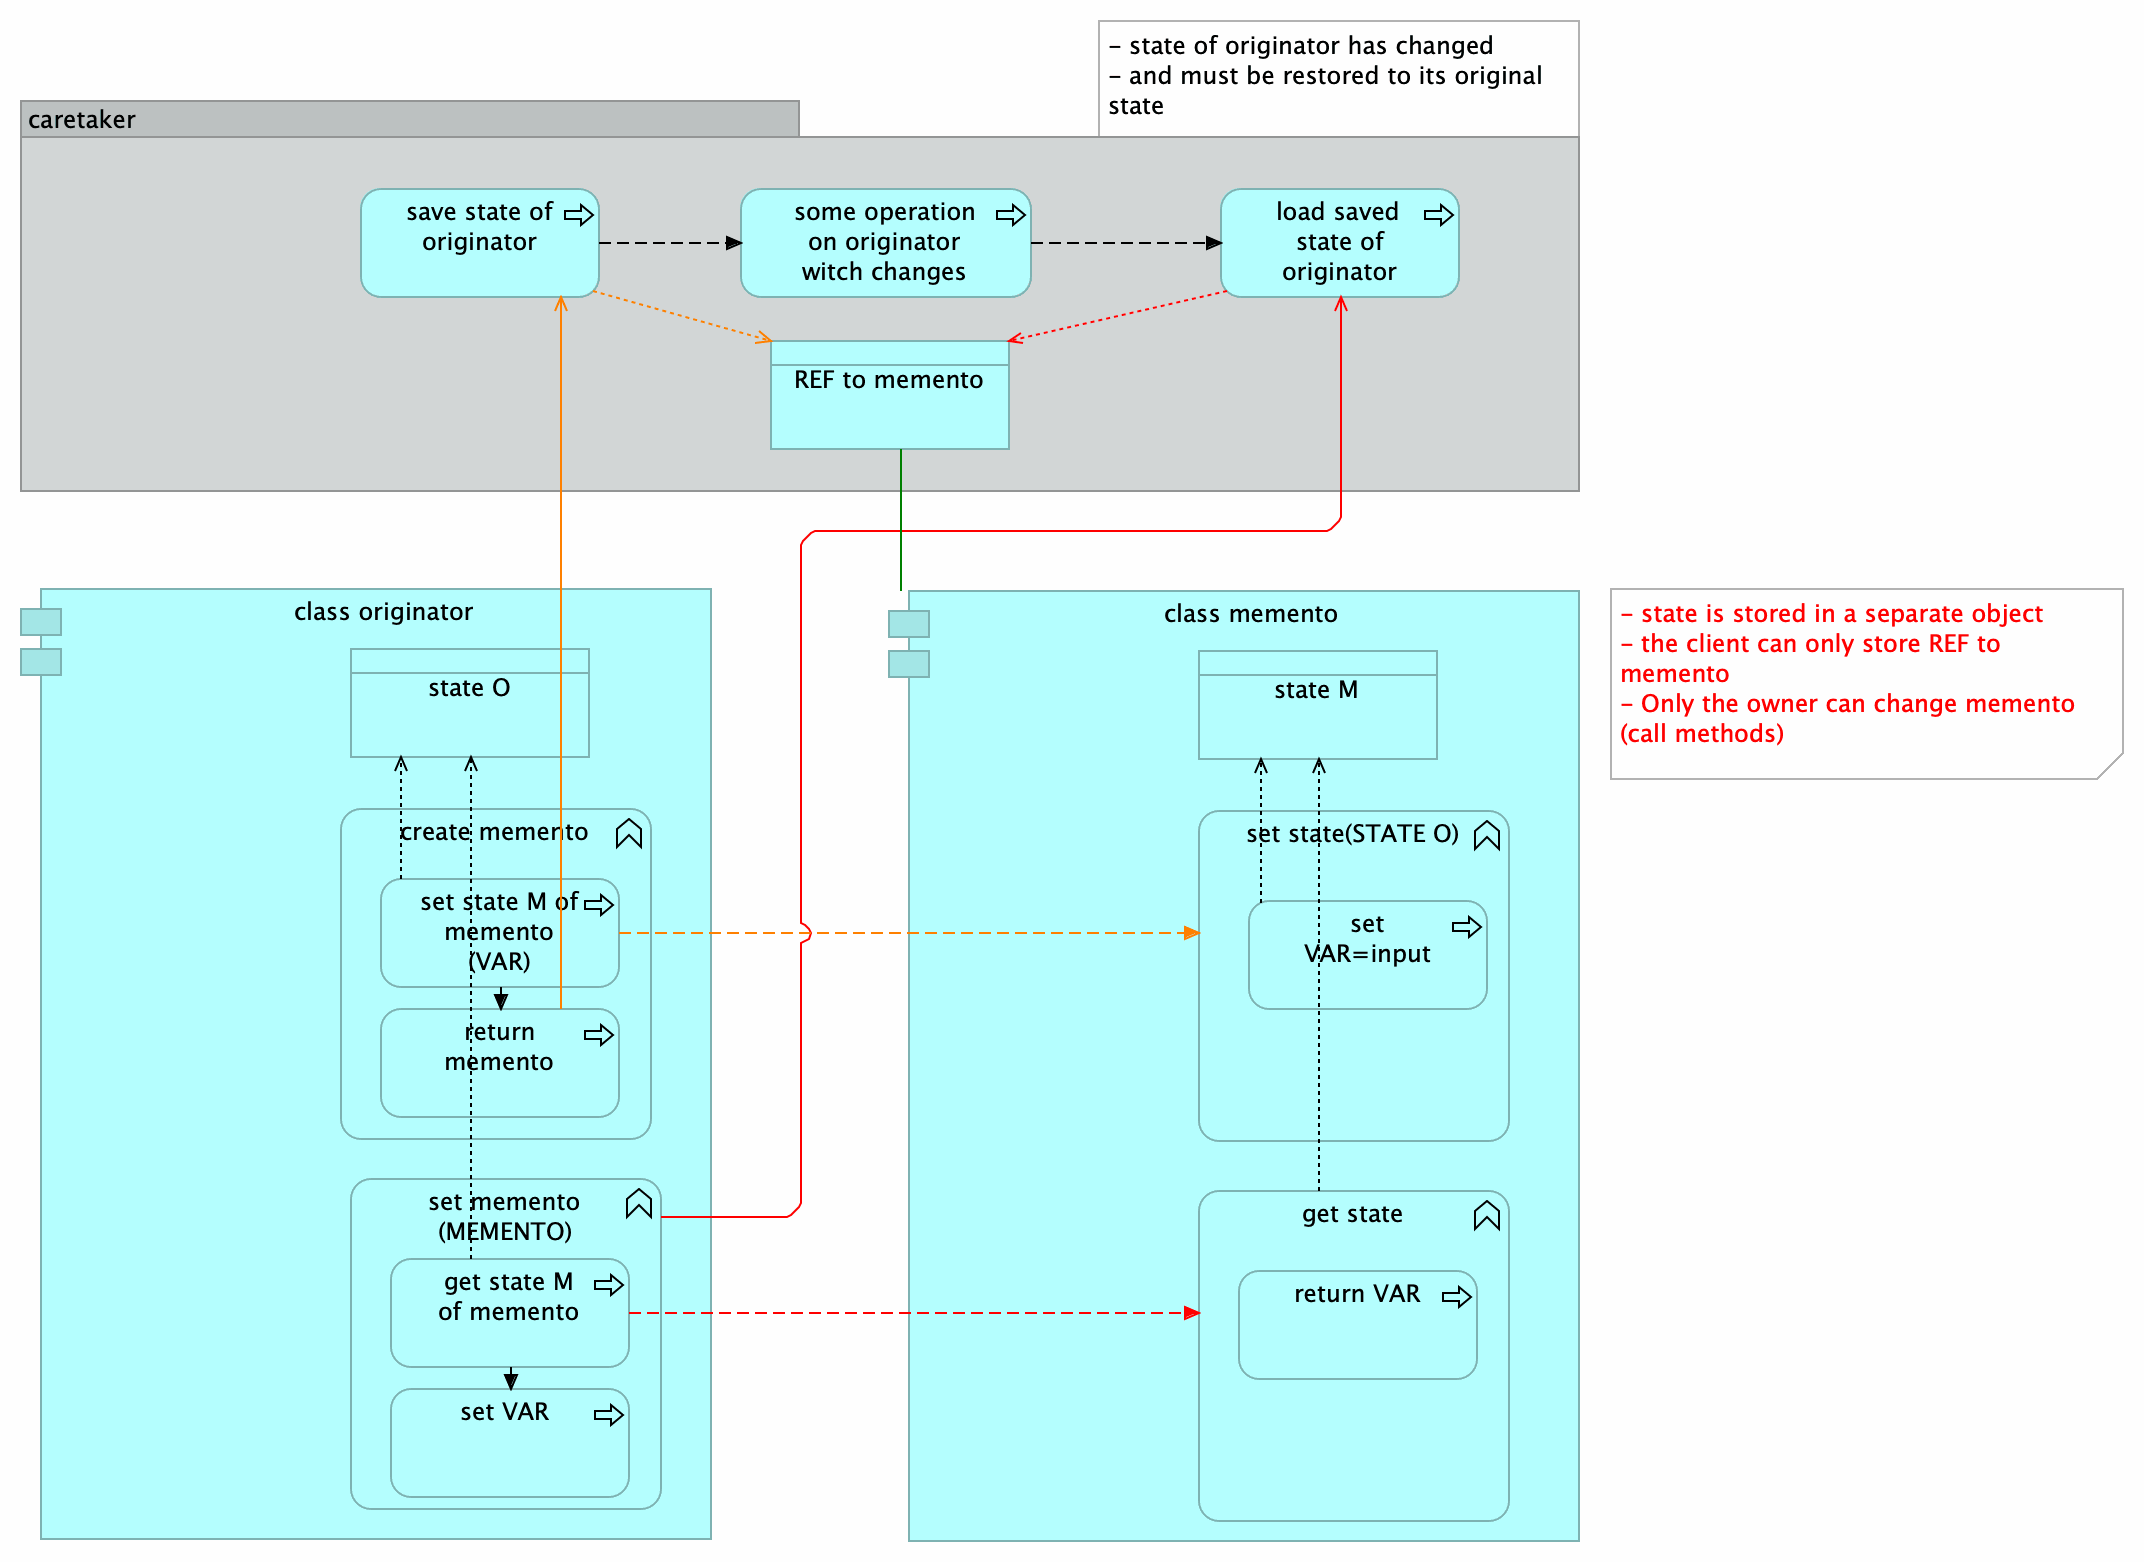 - state of originator has changed
- and must be restored to its original
state
caretaker
save state of
originator
some operation
on originator
witch changes
load saved
state of
originator
REF to memento
class originator
state O
create memento
set state M of
memento
(VAR)
return
memento
set memento
(MEMENTO)
get state M
of memento
set VAR
class memento
state M
set state(STATE O)
set
VAR=input
get state
return VAR
- state is stored in a separate object
- the client can only store REF to
memento
- Only the owner can change memento
(call methods)